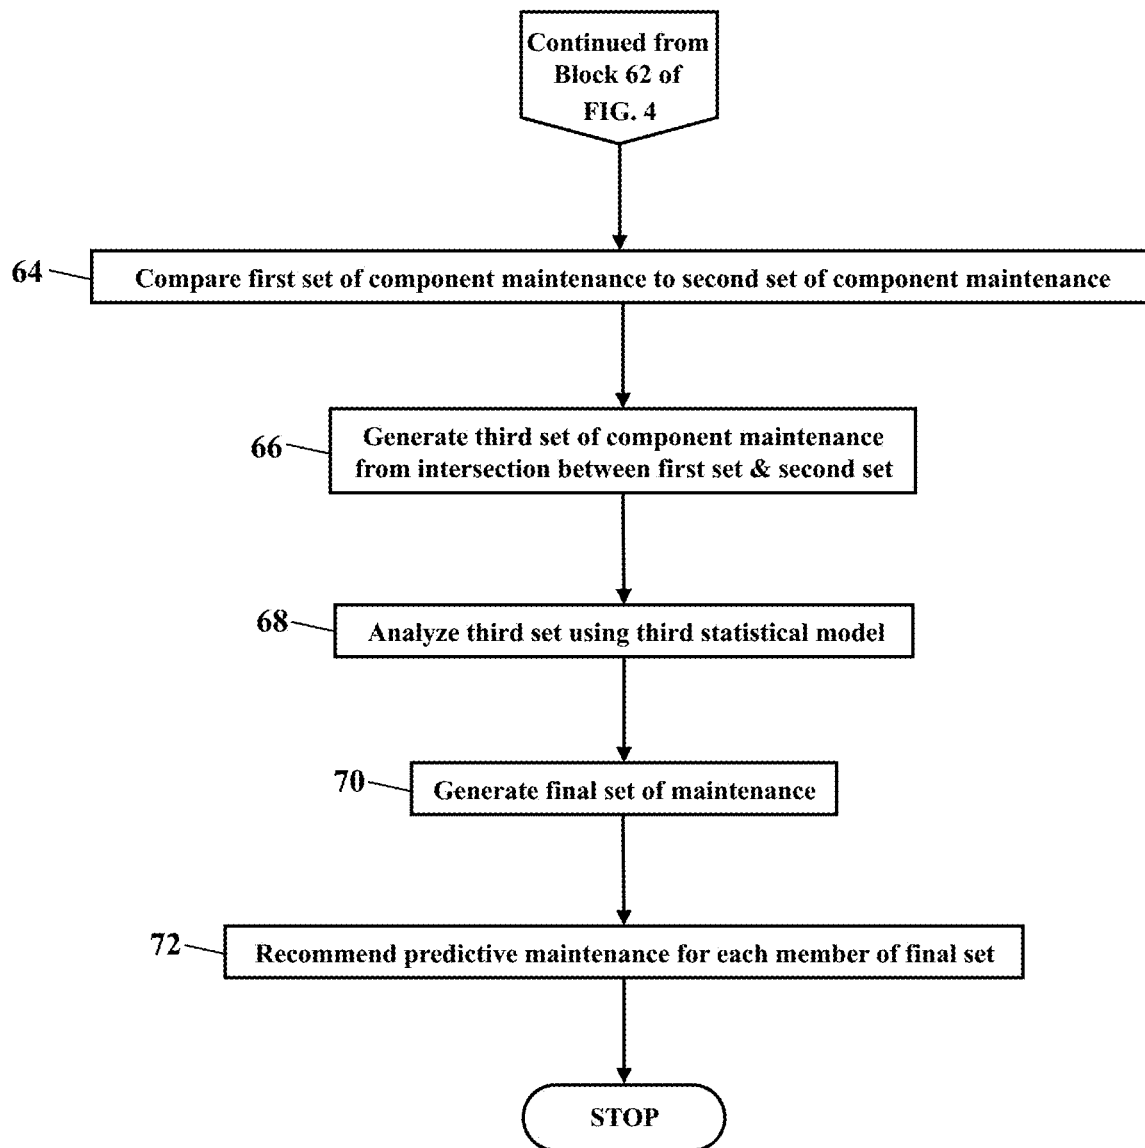 Continued from
Block 62 of
FIG. 4
64
Compare first set of component maintenance to second set of component maintenance
66
Generate third set of component maintenance
from intersection between first set & second set
68
Analyze third set using third statistical model
70
Generate final set of maintenance
72
Recommend predictive maintenance for each member of final set
STOP